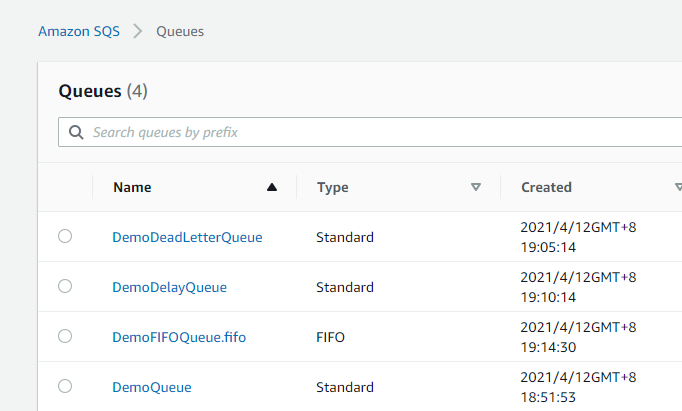 Amazon SQS > Queues
Queues (4)
Search queues by prefix
Name Type Created
DemoDeadLetterQueue Standard 2021/4/12GMT+8
19:05:14
DemoDelayQueue Standard 2021/4/12GMT+8
19:10:14
DemoFIFOQueue.fifo FIFO 2021/4/12GMT+8
19:14:30
DemoQueue Standard 2021/4/12GMT+8
18:51:53